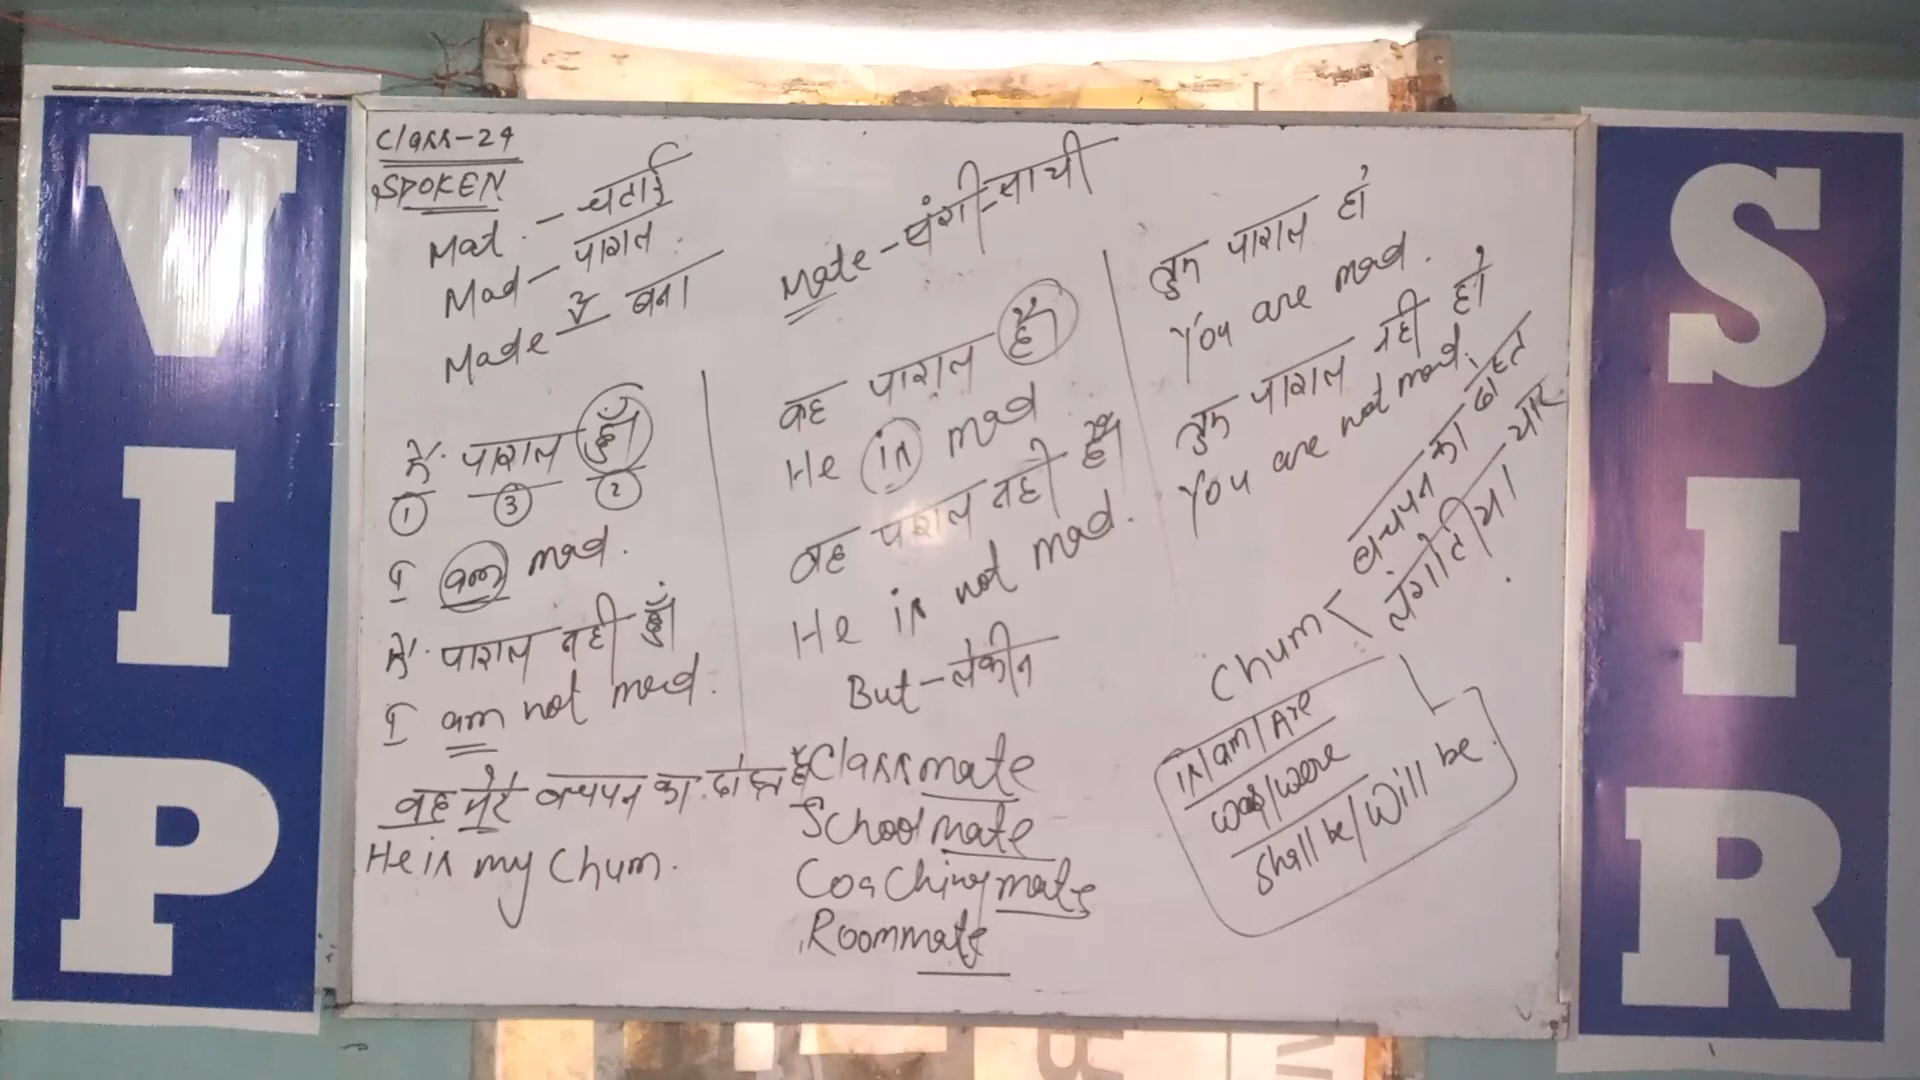 VIP
SIR
Class-24
SPOKEN
Mat - चटाई
Mad - पागल
Made से बना
Mate - संगी-साथी
मैं पागल हूँ
1 3 2
I am mad.
मैं पागल नही हूँ
I am not mad.
वह मेरे बचपन का दोस्त है
He is my Chum.
वह पागल है
He is mad
वह पागल नही है
He is not mad.
But - लेकीन
Classmate
Schoolmate
Coachingmate
Roommate
तुम पागल हो
You are mad.
तुम पागल नही हो
You are not mad.
Chum < बचपन का दोस्त
लंगोटीया यार
Is/am/Are
was/were
Shall be/Will be.